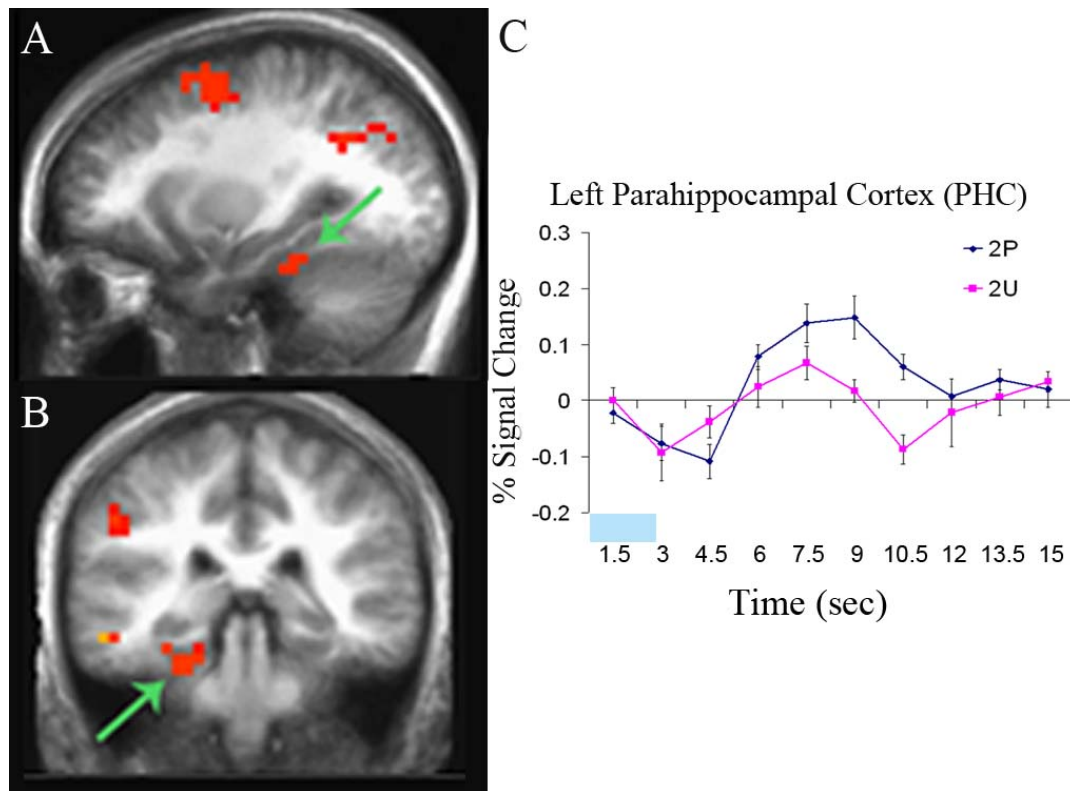 A
B
C
Left Parahippocampal Cortex (PHC)
% Signal Change
0.3
0.2
0.1
0
-0.1
-0.2
2P
2U
1.5 3 4.5 6 7.5 9 10.5 12 13.5 15
Time (sec)